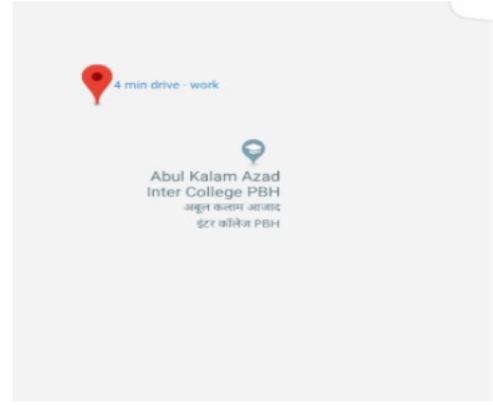 4 min drive - work
Abul Kalam Azad
Inter College PBH
अबुल कलाम आजाद
इंटर कॉलेज PBH